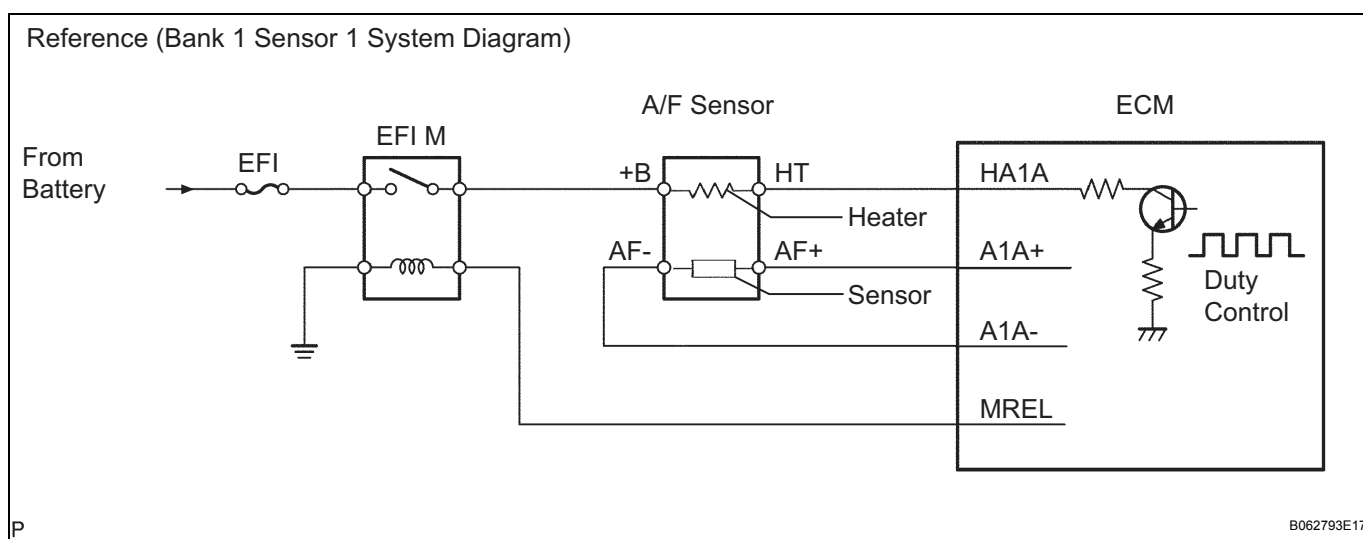 Reference (Bank 1 Sensor 1 System Diagram)
A/F Sensor
ECM
EFI M
From
Battery
EFI
+B
HT
HA1A
Heater
AF-
AF+
A1A+
Sensor
Duty
Control
A1A-
MREL
P
B062793E17